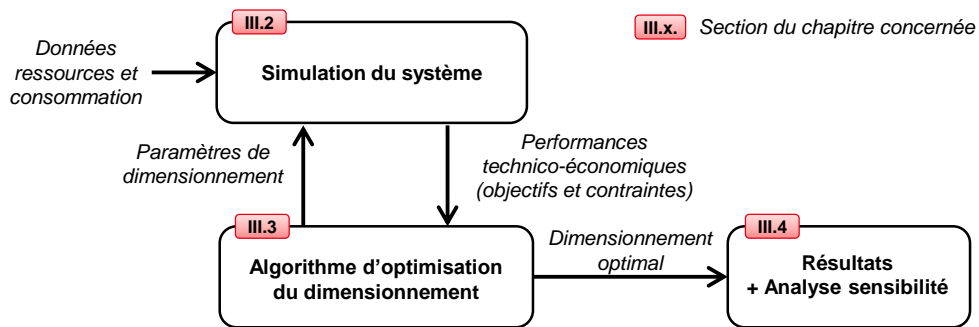 III.2
III.x. Section du chapitre concernée
Données
ressources et
consommation
Simulation du système
Paramètres de
dimensionnement
Performances
technico-économiques
(objectifs et contraintes)
III.3
Algorithme d’optimisation
du dimensionnement
Dimensionnement
optimal
III.4
Résultats
+ Analyse sensibilité